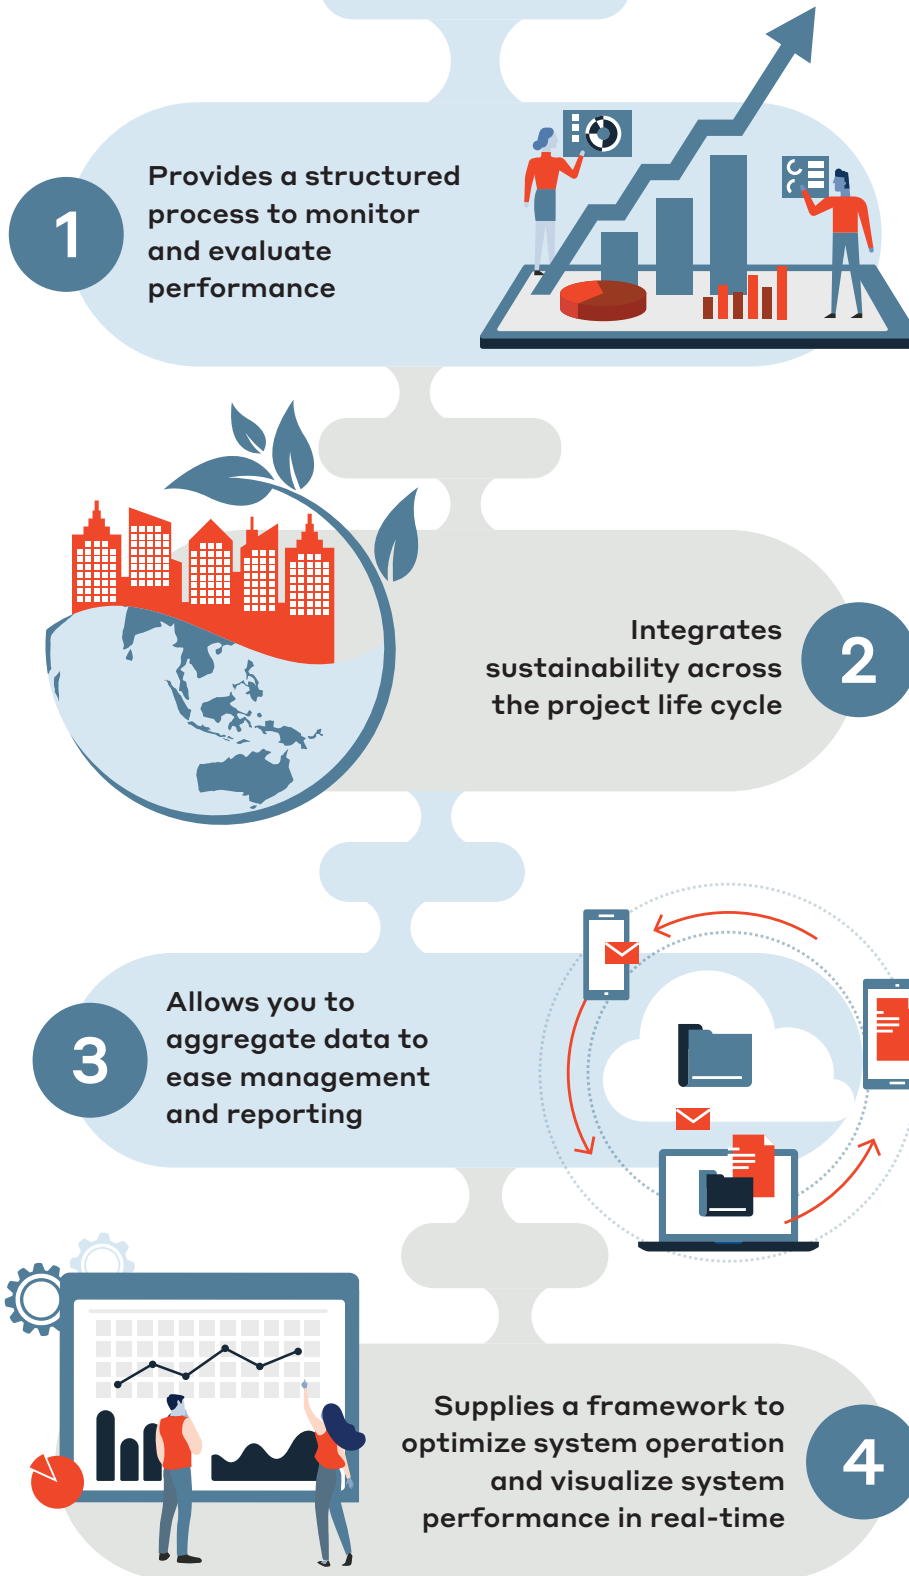 1
Provides a structured
process to monitor
and evaluate
performance
Integrates
sustainability across
the project life cycle
2
3
Allows you to
aggregate data to
ease management
and reporting
Supplies a framework to
optimize system operation
and visualize system
performance in real-time
4